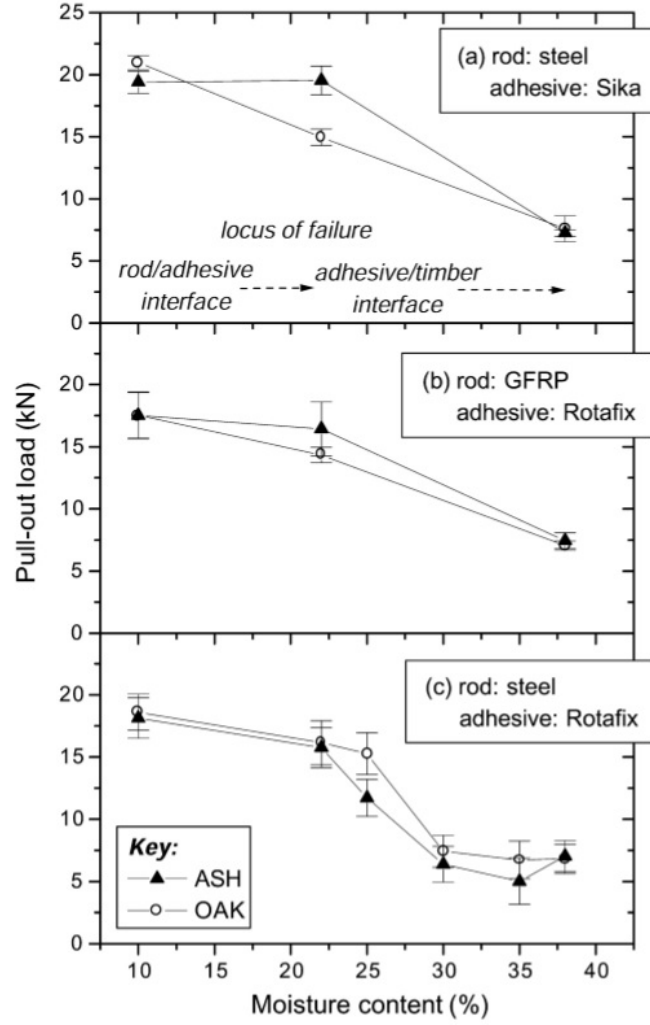 25
20
15
10
5
0
(a) rod: steel
adhesive: Sika
locus of failure
rod/adhesive
interface
adhesive/timber
interface
20
15
10
5
0
(b) rod: GFRP
adhesive: Rotafix
Pull-out load (kN)
20
15
10
5
0
(c) rod: steel
adhesive: Rotafix
Key:
ASH
OAK
10 15 20 25 30 35 40
Moisture content (%)